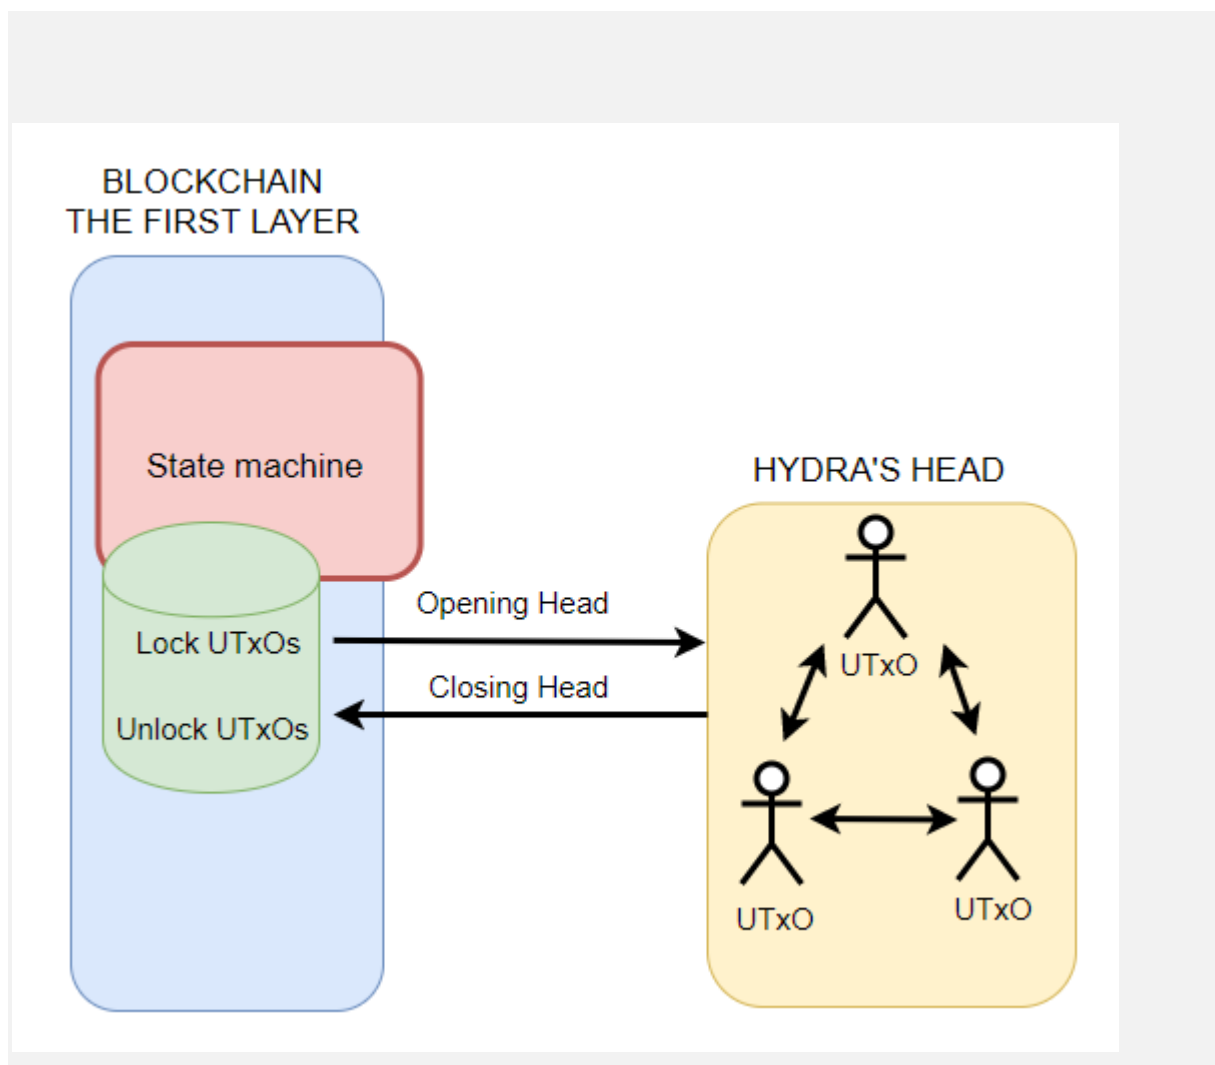 BLOCKCHAIN
THE FIRST LAYER
State machine
Lock UTxOs
Unlock UTxOs
Opening Head
Closing Head
HYDRA'S HEAD
UTxO
UTxO
UTxO